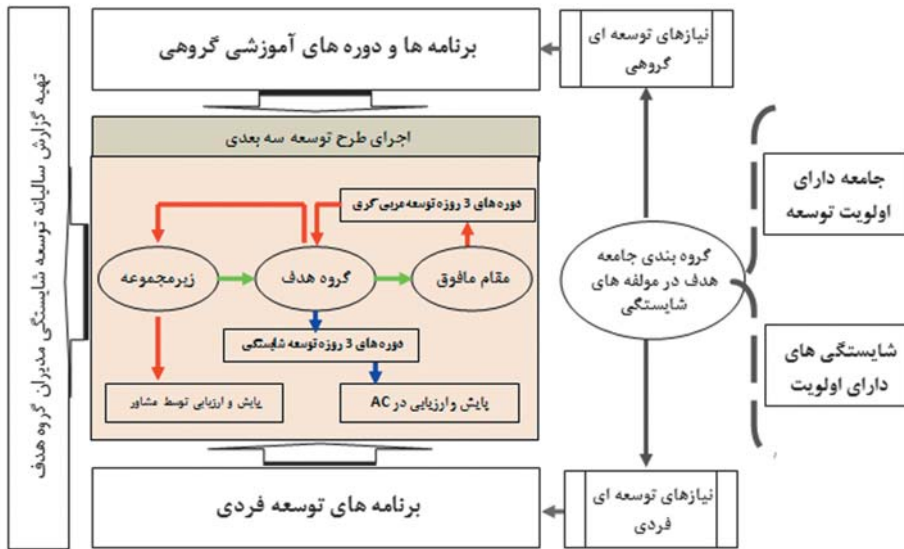 برنامه ها و دوره های آموزشی گروهی
نیازهای توسعه ای
گروهی
جامعه دارای
اولویت توسعه
گروه بندی جامعه
هدف در مولفه های
شایستگی
شایستگی های
دارای اولویت
اجرای طرح توسعه سه بعدی
دوره های 3 روزه توسعه مربی گری
مقام مافوق
گروه هدف
زیرمجموعه
دوره های 3 روزه توسعه شایستگی
پایش و ارزیابی در AC
پایش و ارزیابی توسط مشاور
نیازهای توسعه ای
فردی
برنامه های توسعه فردی
تهیه گزارش سالیانه توسعه شایستگی مدیران گروه هدف